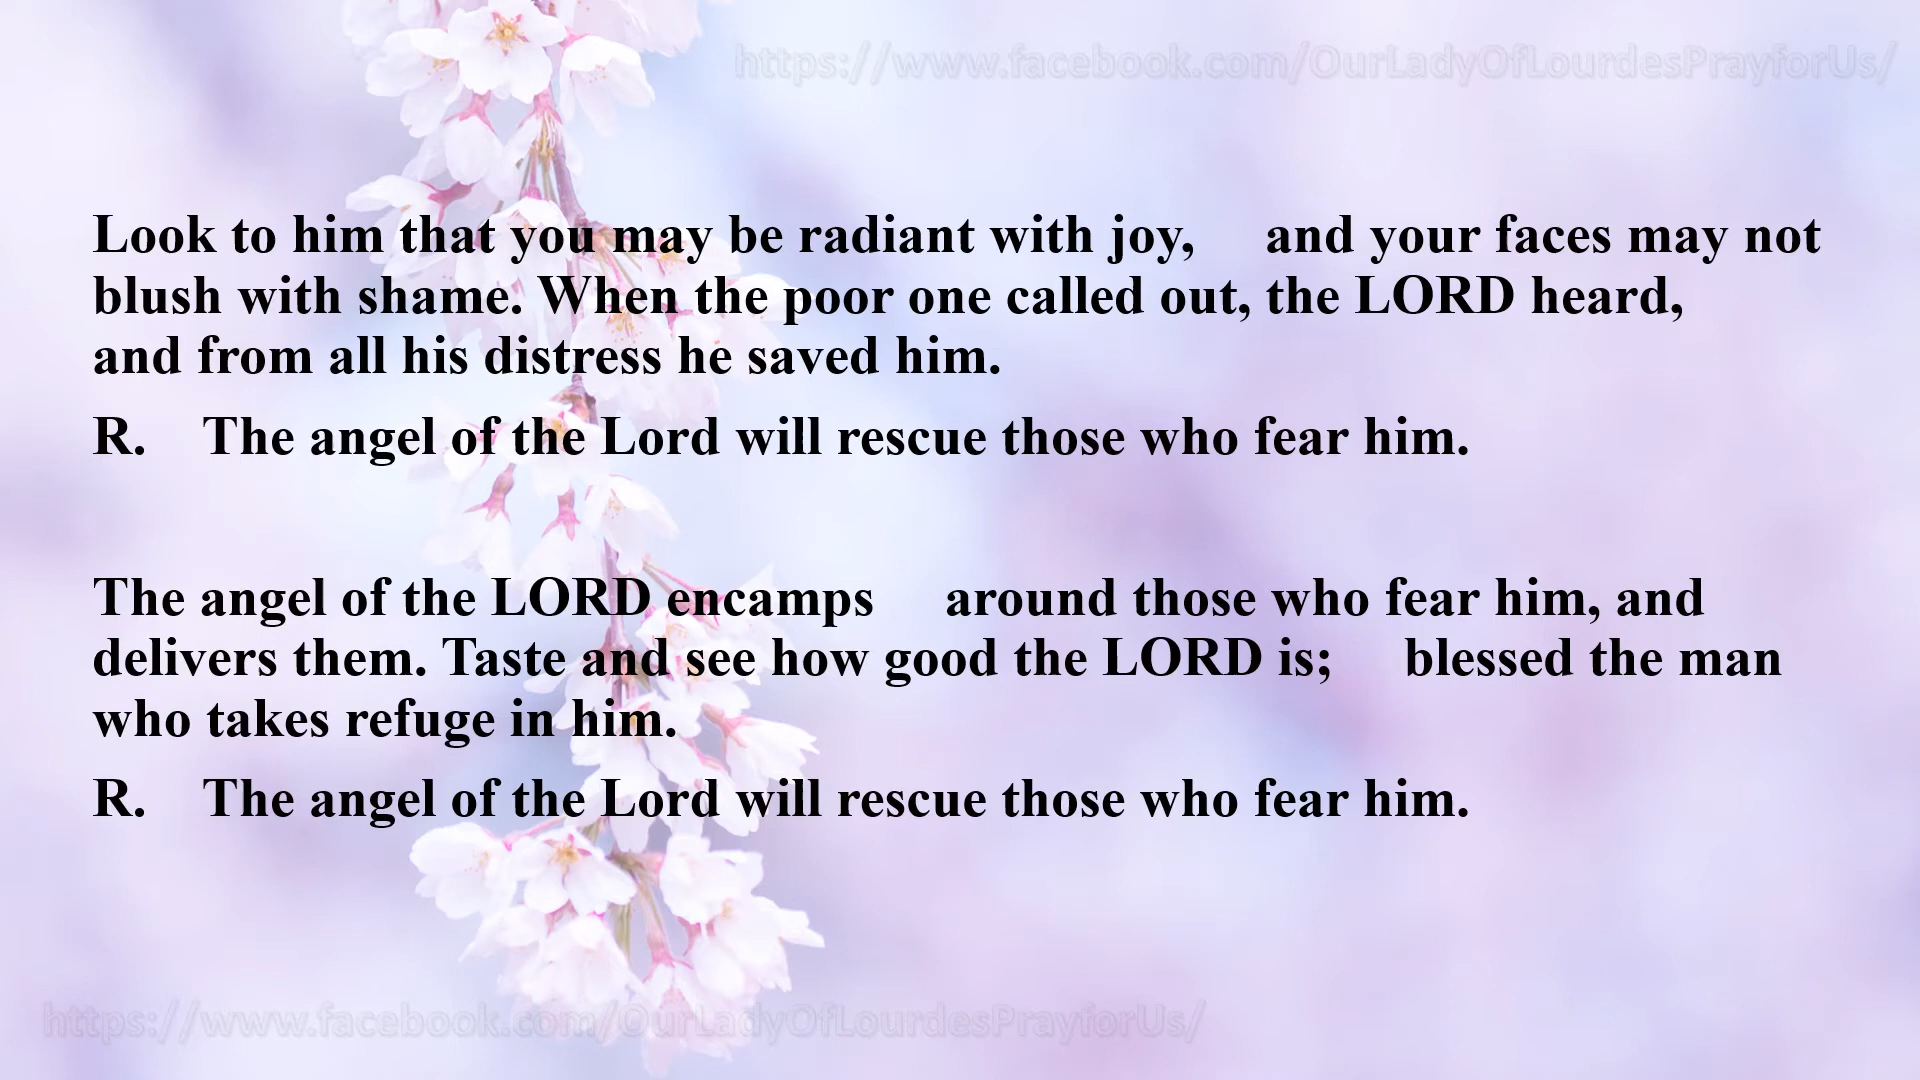 https://www.facebook.com/OurLadyOfLourdesPrayforUs/
Look to him that you may be radiant with joy, and your faces may not
blush with shame. When the poor one called out, the LORD heard,
and from all his distress he saved him.
R. The angel of the Lord will rescue those who fear him.
The angel of the LORD encamps around those who fear him, and
delivers them. Taste and see how good the LORD is; blessed the man
who takes refuge in him.
R. The angel of the Lord will rescue those who fear him.
https://www.facebook.com/OurLadyOfLourdesPrayforUs/